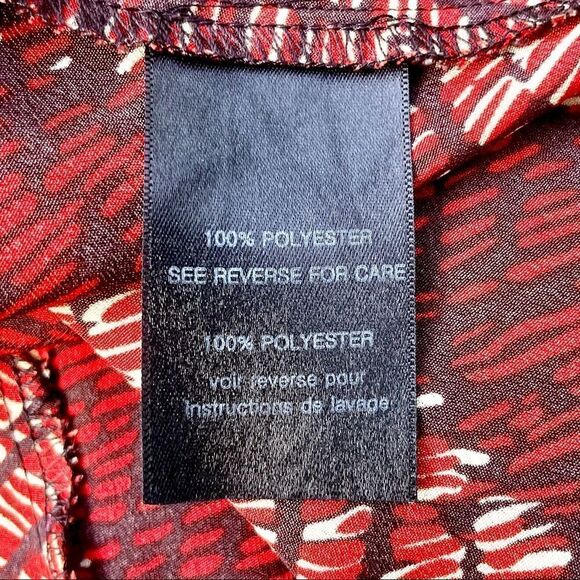 100% POLYESTER
SEE REVERSE FOR CARE
100% POLYESTER
voir reverse pour
instructions de lavage